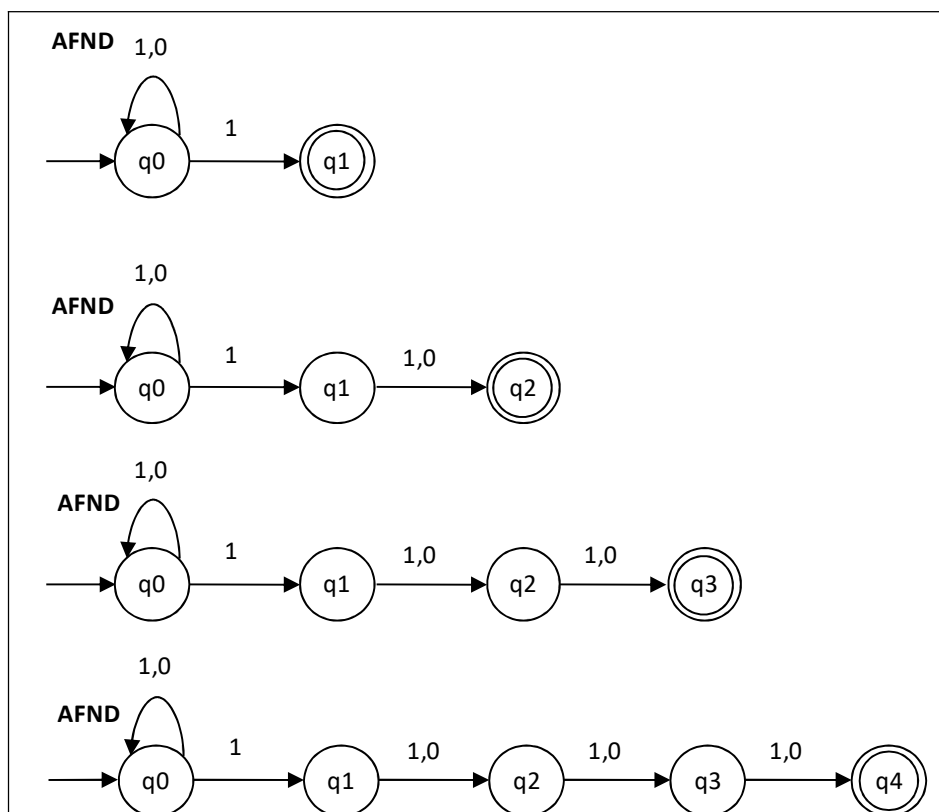 AFND 1,0
1
q0 q1
1,0
AFND
1 1,0
q0 q1 q2
1,0
AFND
1 1,0 1,0
q0 q1 q2 q3
1,0
AFND
1 1,0 1,0 1,0
q0 q1 q2 q3 q4